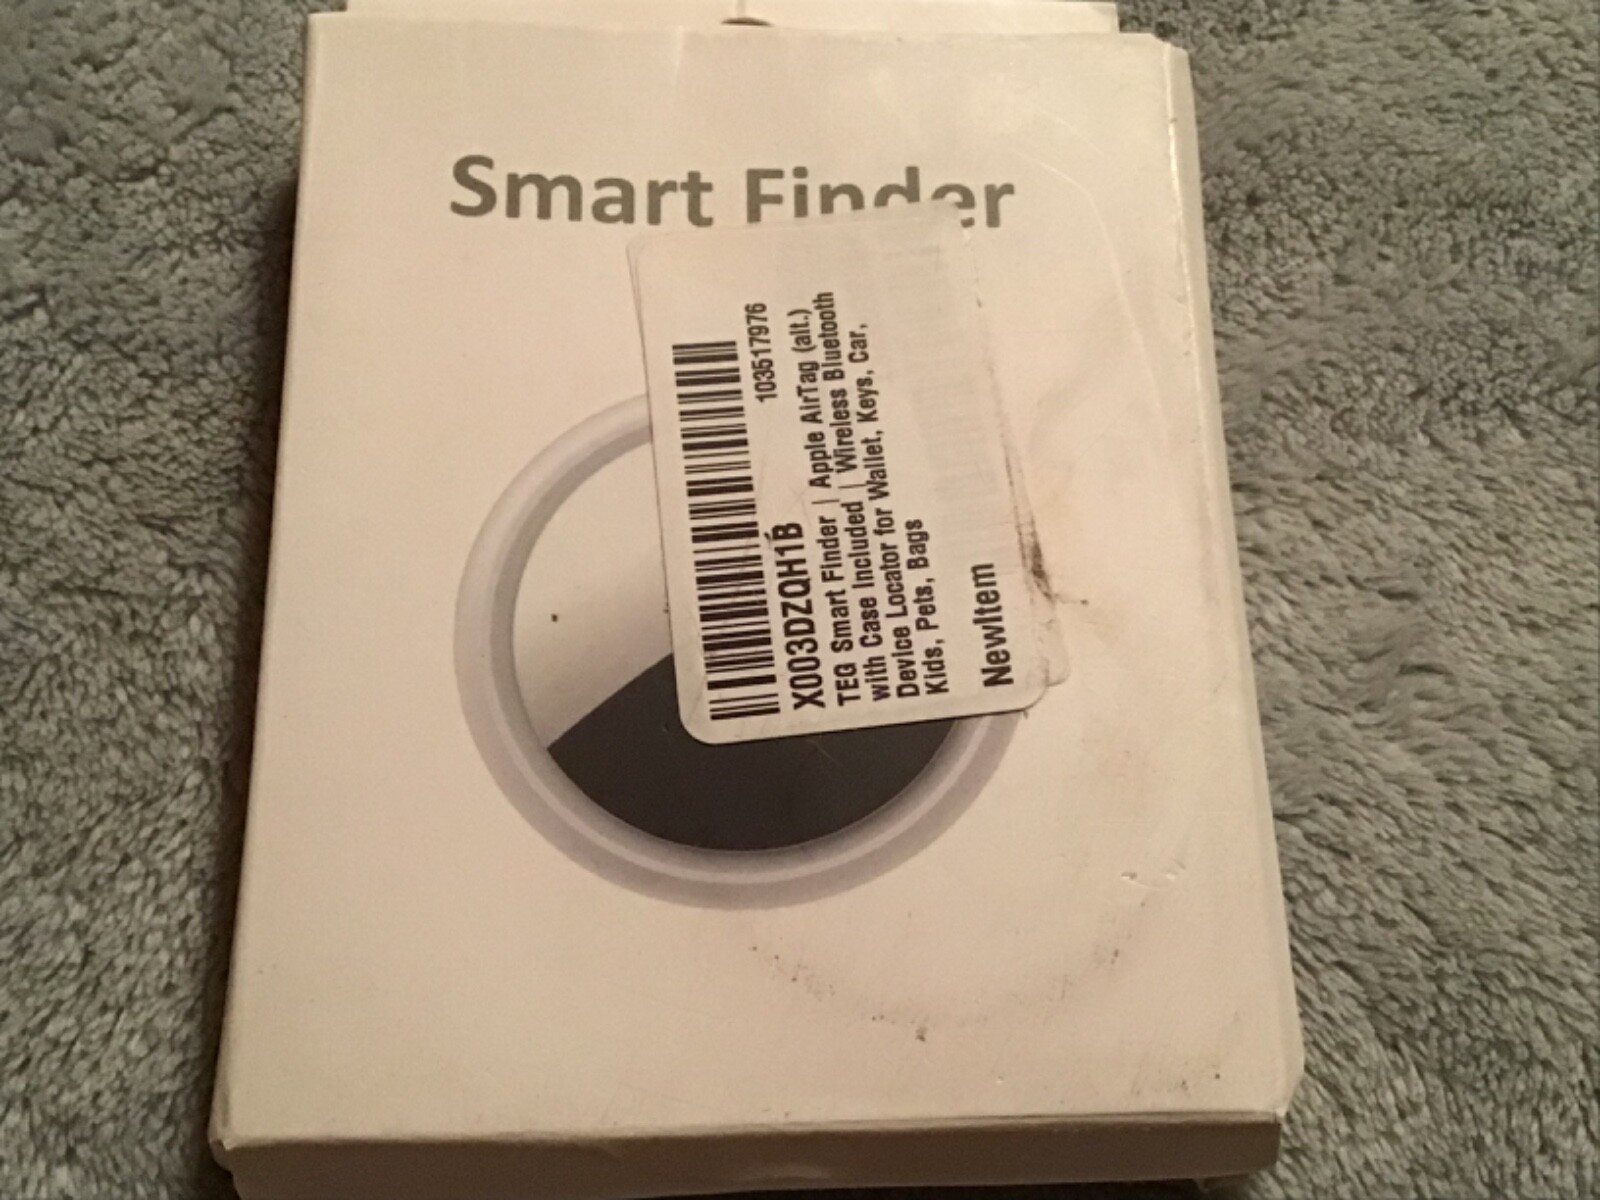 Smart Finder
103517976
X003DZQH1B
TEG Smart Finder | Apple AirTag (alt.)
with Case Included | Wireless Bluetooth
Device Locator for Wallet, Keys, Car,
Kids, Pets, Bags
NewItem